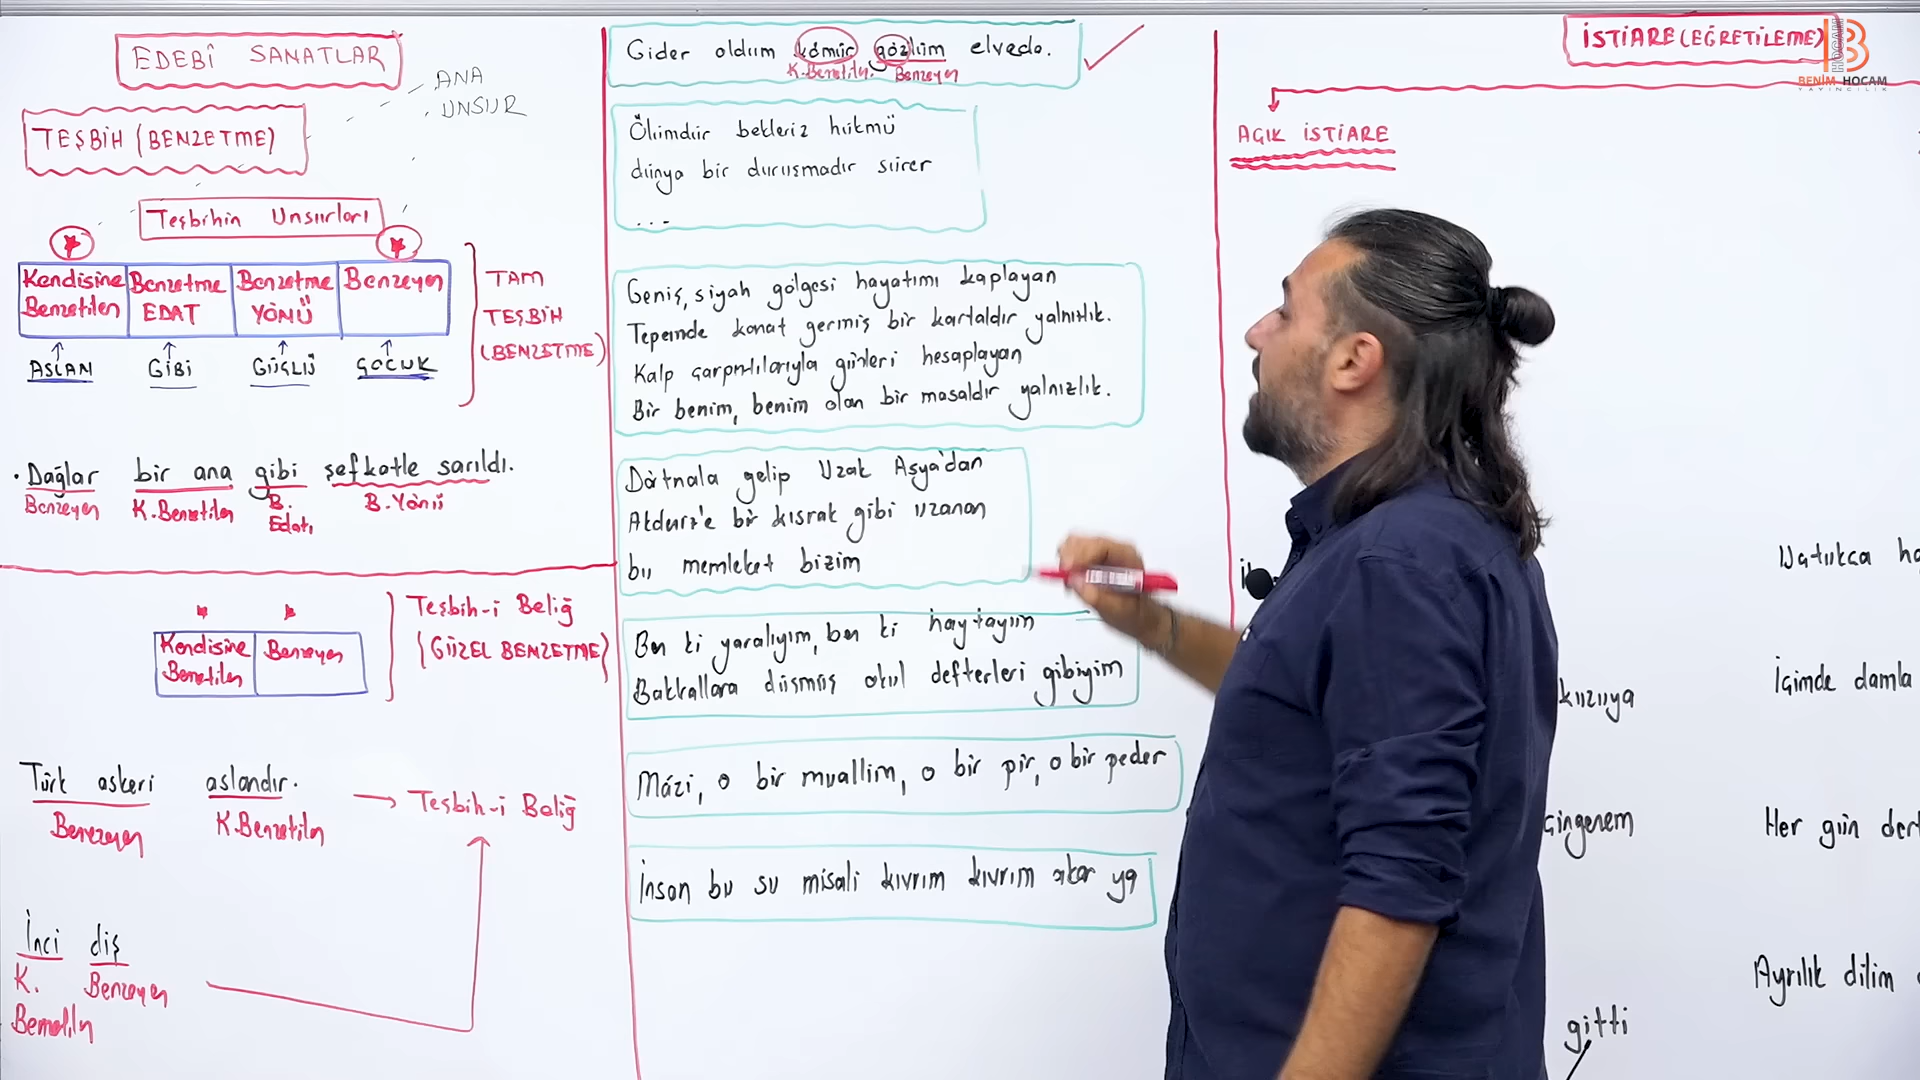 EDEBÎ SANATLAR
ANA
UNSUR
TEŞBİH (BENZETME)
Teşbihin Unsurları
Kendisine Benzetilen
Benzetme EDAT
Benzetme YÖNÜ
Benzeyen
ASLAN
GİBİ
GÜÇLÜ
ÇOCUK
TAM
TEŞBİH
(BENZETME)
. Dağlar bir ana gibi şefkatle sarıldı.
Benzeyen K.Benzetilen B. Edatı B. Yönü
Kendisine Benzetilen
Benzeyen
Teşbih-i Beliğ
(GÜZEL BENZETME)
Türk askeri aslandır. → Teşbih-i Beliğ
Benzeyen K.Benzetilen
İnci diş
K. Benzetilen
Benzeyen
Gider oldum kömür gözlüm elveda.
K.Benzetilen. Benzeyen
Ölümdür bekleriz hükmü
dünya bir duruşmadır sürer
...
Geniş, siyah gölgesi hayatımı kaplayan
Tepemde kanat germiş bir kartaldır yalnızlık.
Kalp çarpıntılarıyla günleri hesaplayan
Bir benim, benim olan bir masaldır yalnızlık.
Dörtnala gelip Uzak Asya'dan
Akdeniz'e bir kısrak gibi uzanan
bu memleket bizim
Ben ki yaralıyım, ben ki haytayım
Bakkallara düşmüş okul defterleri gibiyim
Mâzi, o bir muallim, o bir pir, o bir peder
İnsan bu su misali kıvrım kıvrım akar ya
İSTİARE (EĞRETİLEME)
BENİM HOCAM
YAYINCILIK
AÇIK İSTİARE
kuzuya
çingenem
gitti
İçimde damla
Her gün
Ayrılık dilim